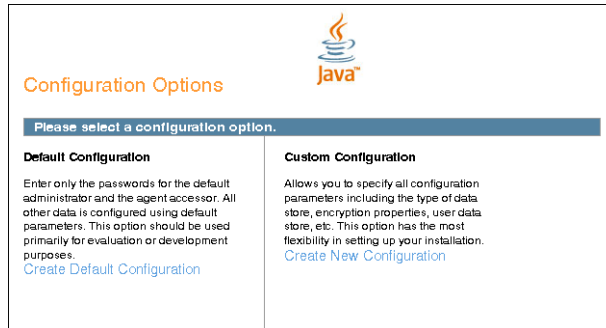 Java™
Configuration Options
Please select a configuration option.
Default Configuration
Enter only the passwords for the default
administrator and the agent accessor. All
other data is configured using default
parameters. This option should be used
primarily for evaluation or development
purposes.
Create Default Configuration
Custom Configuration
Allows you to specify all configuration
parameters including the type of data
store, encryption properties, user data
store, etc. This option has the most
flexibility in setting up your installation.
Create New Configuration